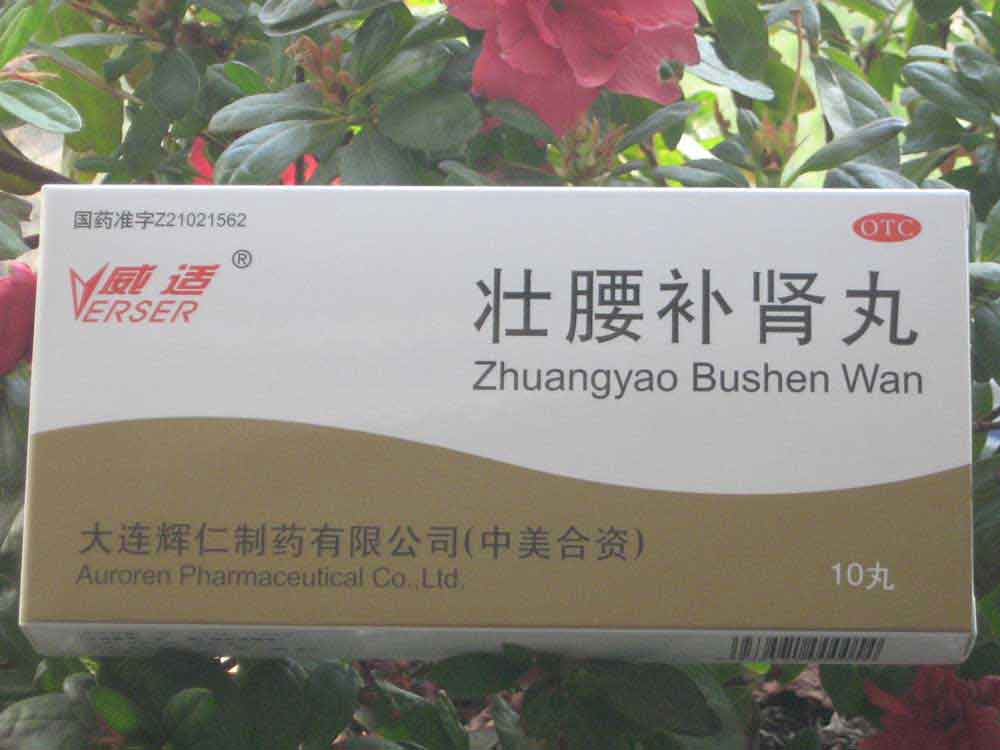 国药准字Z21021562
OTC
威适®
VERSER
壮腰补肾丸
Zhuangyao Bushen Wan
大连辉仁制药有限公司(中美合资)
Auroren Pharmaceutical Co.,Ltd.
10丸